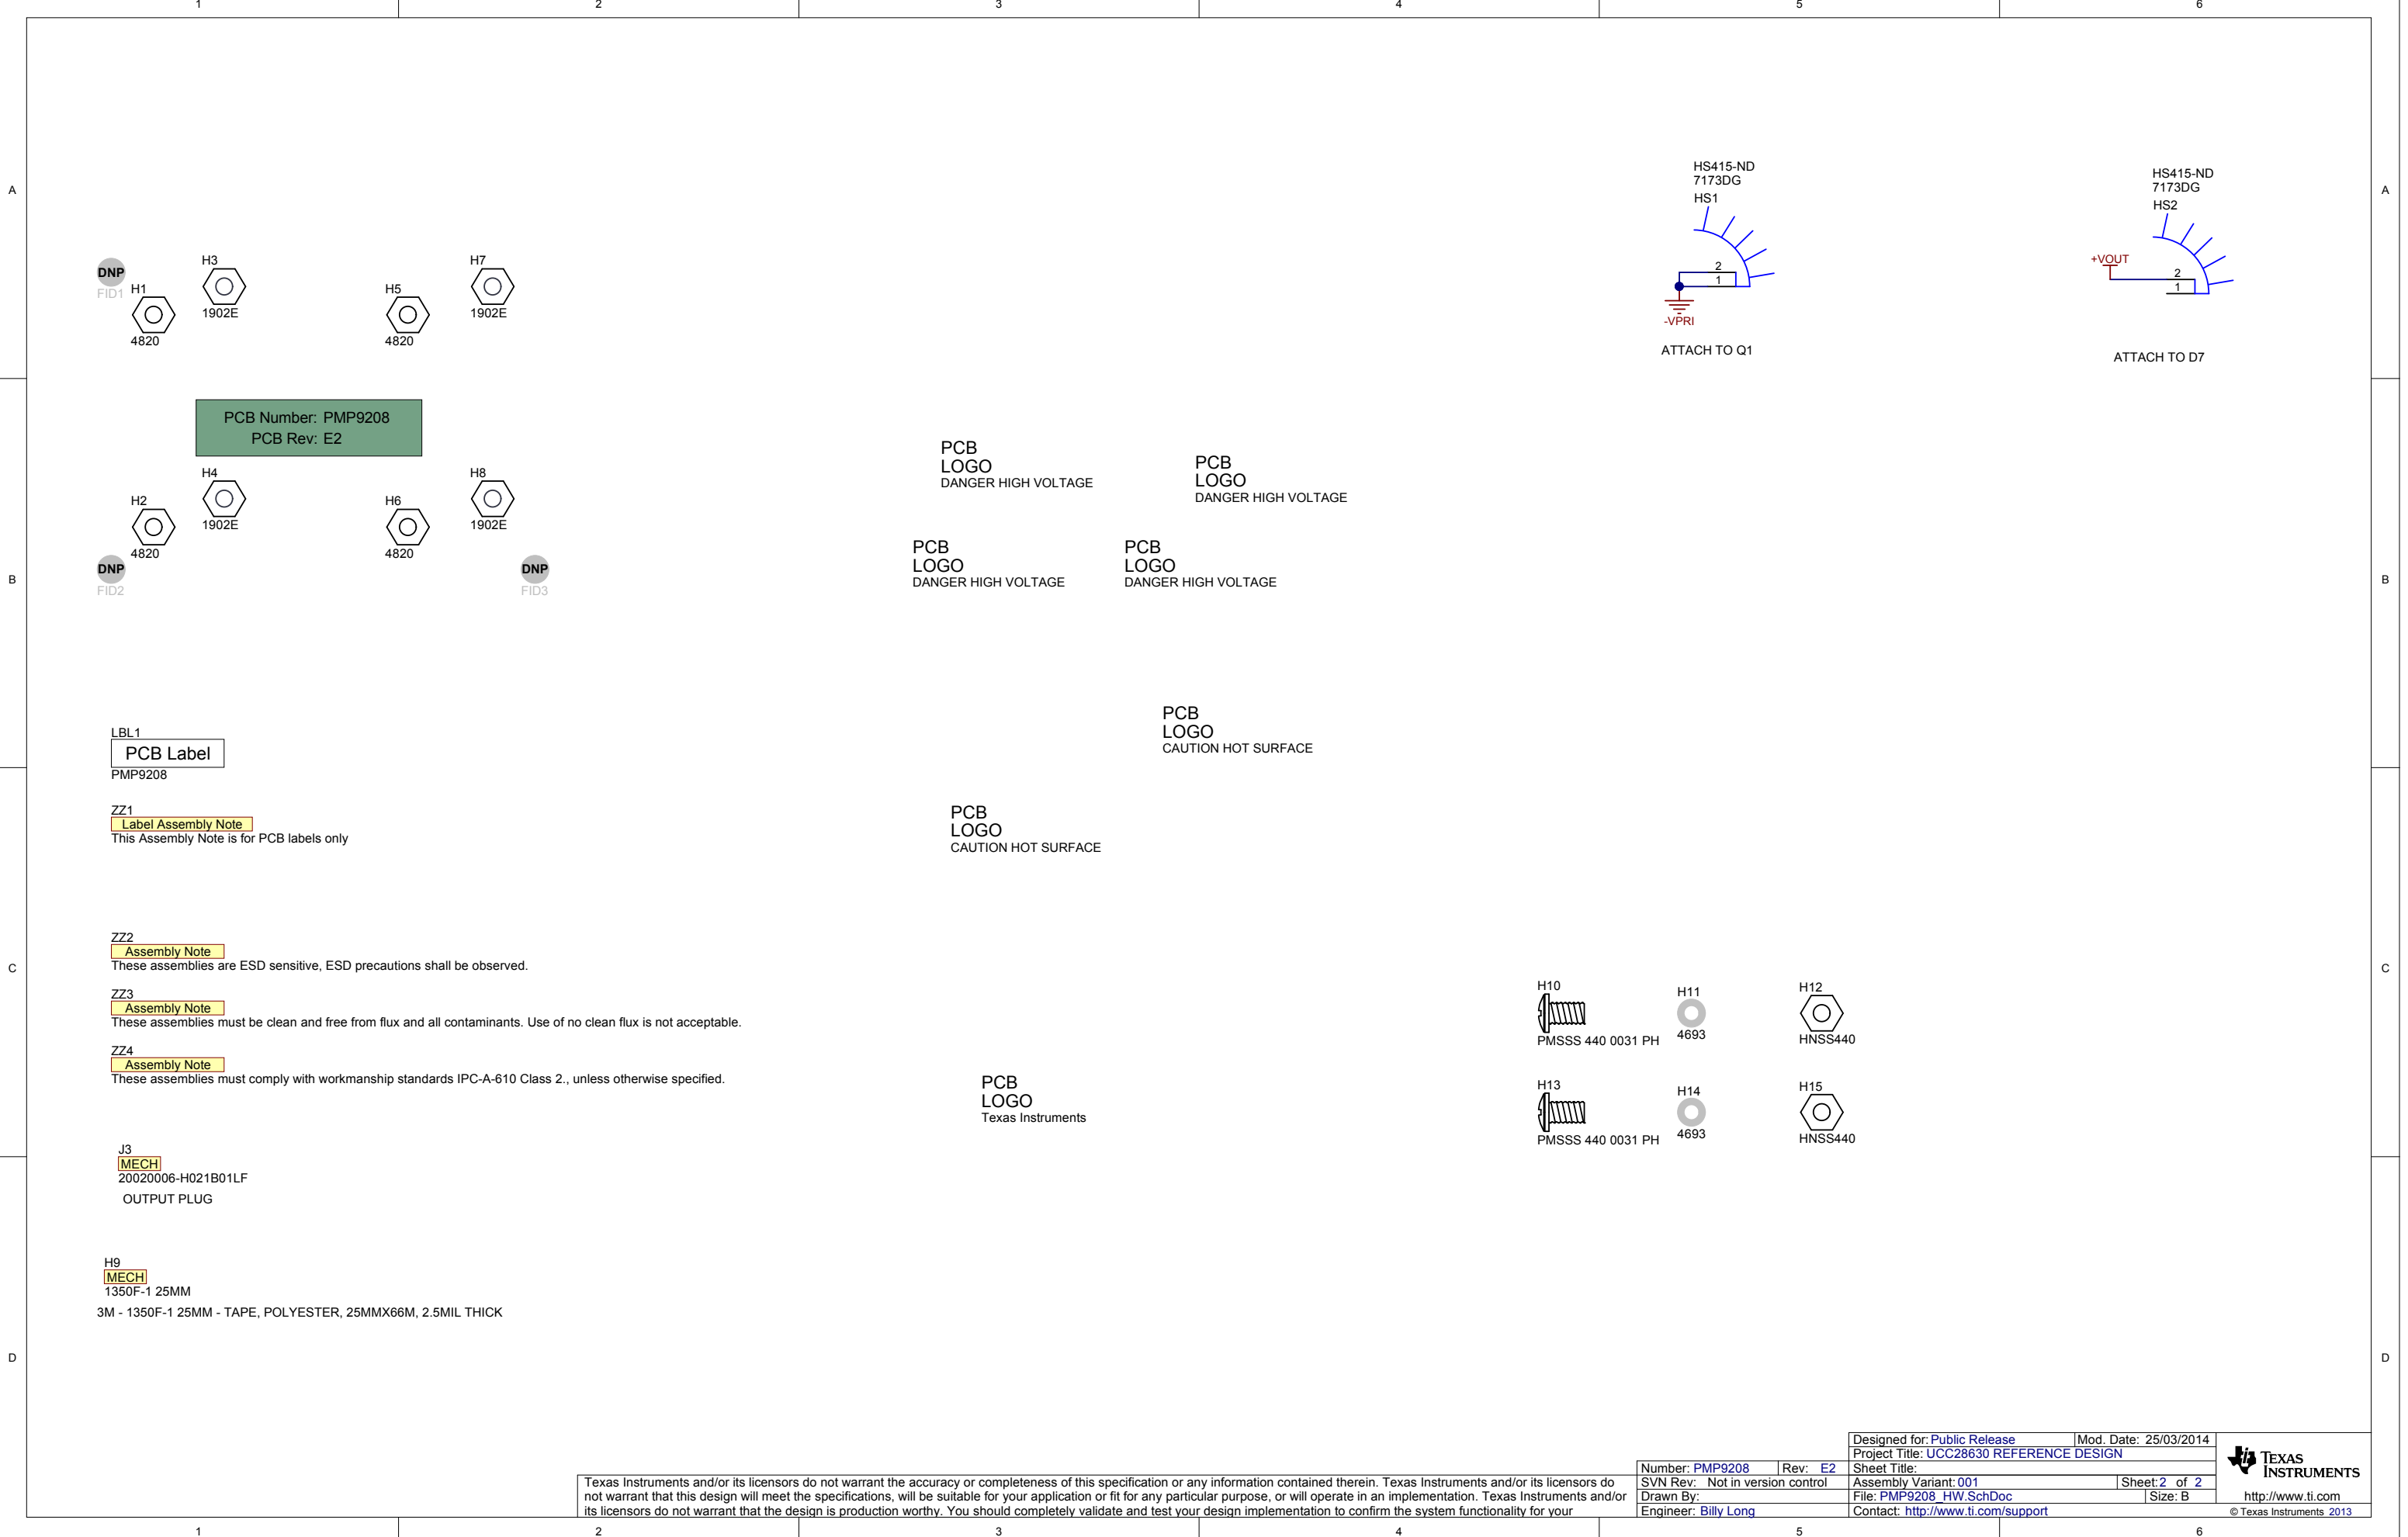 1
2
3
4
5
6
A
A
HS415-ND
7173DG
HS1
2
1
-VPRI
ATTACH TO Q1
HS415-ND
7173DG
HS2
+VOUT
2
1
ATTACH TO D7
DNP
FID1
H1
4820
H3
1902E
H5
4820
H7
1902E
PCB Number: PMP9208
PCB Rev: E2
H2
4820
H4
1902E
H6
4820
H8
1902E
DNP
FID2
DNP
FID3
B
B
PCB
LOGO
DANGER HIGH VOLTAGE
PCB
LOGO
DANGER HIGH VOLTAGE
PCB
LOGO
DANGER HIGH VOLTAGE
PCB
LOGO
DANGER HIGH VOLTAGE
PCB
LOGO
CAUTION HOT SURFACE
PCB
LOGO
CAUTION HOT SURFACE
LBL1
PCB Label
PMP9208
ZZ1
Label Assembly Note
This Assembly Note is for PCB labels only
ZZ2
Assembly Note
These assemblies are ESD sensitive, ESD precautions shall be observed.
C
C
ZZ3
Assembly Note
These assemblies must be clean and free from flux and all contaminants. Use of no clean flux is not acceptable.
ZZ4
Assembly Note
These assemblies must comply with workmanship standards IPC-A-610 Class 2., unless otherwise specified.
PCB
LOGO
Texas Instruments
H10
PMSSS 440 0031 PH
H11
4693
H12
HNSS440
H13
PMSSS 440 0031 PH
H14
4693
H15
HNSS440
J3
MECH
20020006-H021B01LF
OUTPUT PLUG
H9
MECH
1350F-1 25MM
3M - 1350F-1 25MM - TAPE, POLYESTER, 25MMX66M, 2.5MIL THICK
D
D
Texas Instruments and/or its licensors do not warrant the accuracy or completeness of this specification or any information contained therein. Texas Instruments and/or its licensors do
not warrant that this design will meet the specifications, will be suitable for your application or fit for any particular purpose, or will operate in an implementation. Texas Instruments and/or
its licensors do not warrant that the design is production worthy. You should completely validate and test your design implementation to confirm the system functionality for your
Number: PMP9208 Rev: E2
SVN Rev: Not in version control
Drawn By:
Engineer: Billy Long
Designed for: Public Release Mod. Date: 25/03/2014
Project Title: UCC28630 REFERENCE DESIGN
Sheet Title:
Assembly Variant: 001 Sheet: 2 of 2
File: PMP9208_HW.SchDoc Size: B
Contact: http://www.ti.com/support
TEXAS
INSTRUMENTS
http://www.ti.com
© Texas Instruments 2013
1
2
3
4
5
6